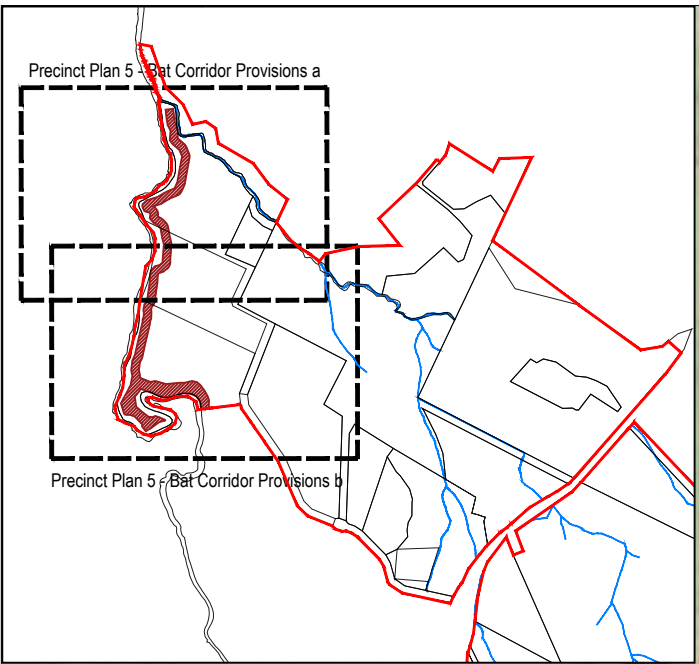 Precinct Plan 5 - Bat Corridor Provisions a
Precinct Plan 5 - Bat Corridor Provisions b